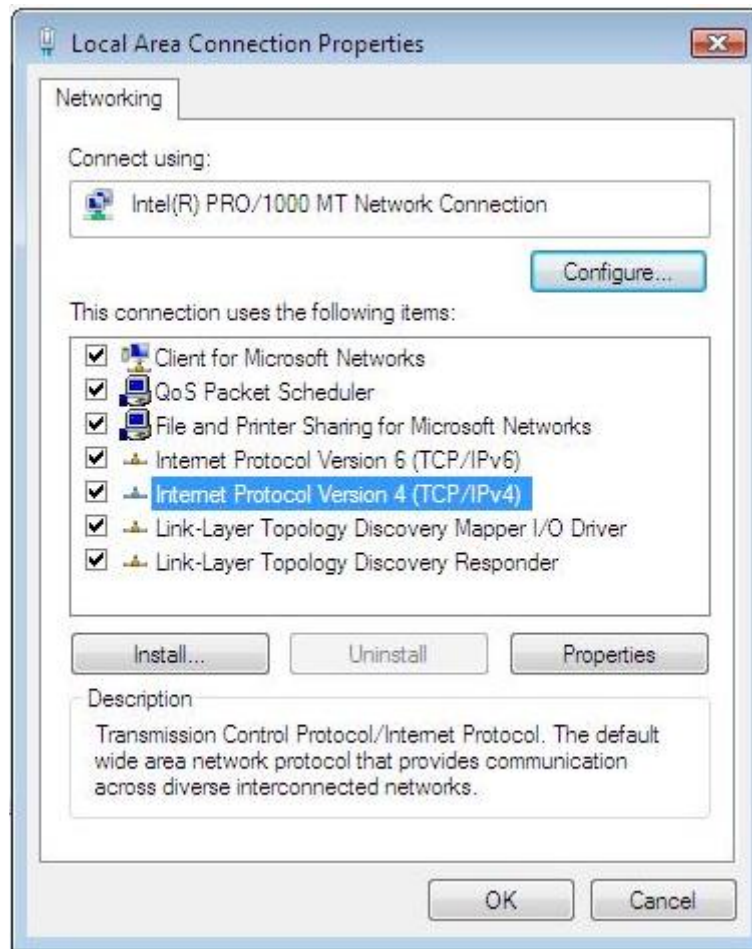 Local Area Connection Properties
Networking
Connect using:
Intel(R) PRO/1000 MT Network Connection
Configure...
This connection uses the following items:
Client for Microsoft Networks
QoS Packet Scheduler
File and Printer Sharing for Microsoft Networks
Internet Protocol Version 6 (TCP/IPv6)
Internet Protocol Version 4 (TCP/IPv4)
Link-Layer Topology Discovery Mapper I/O Driver
Link-Layer Topology Discovery Responder
Install... Uninstall Properties
Description
Transmission Control Protocol/Internet Protocol. The default
wide area network protocol that provides communication
across diverse interconnected networks.
OK Cancel